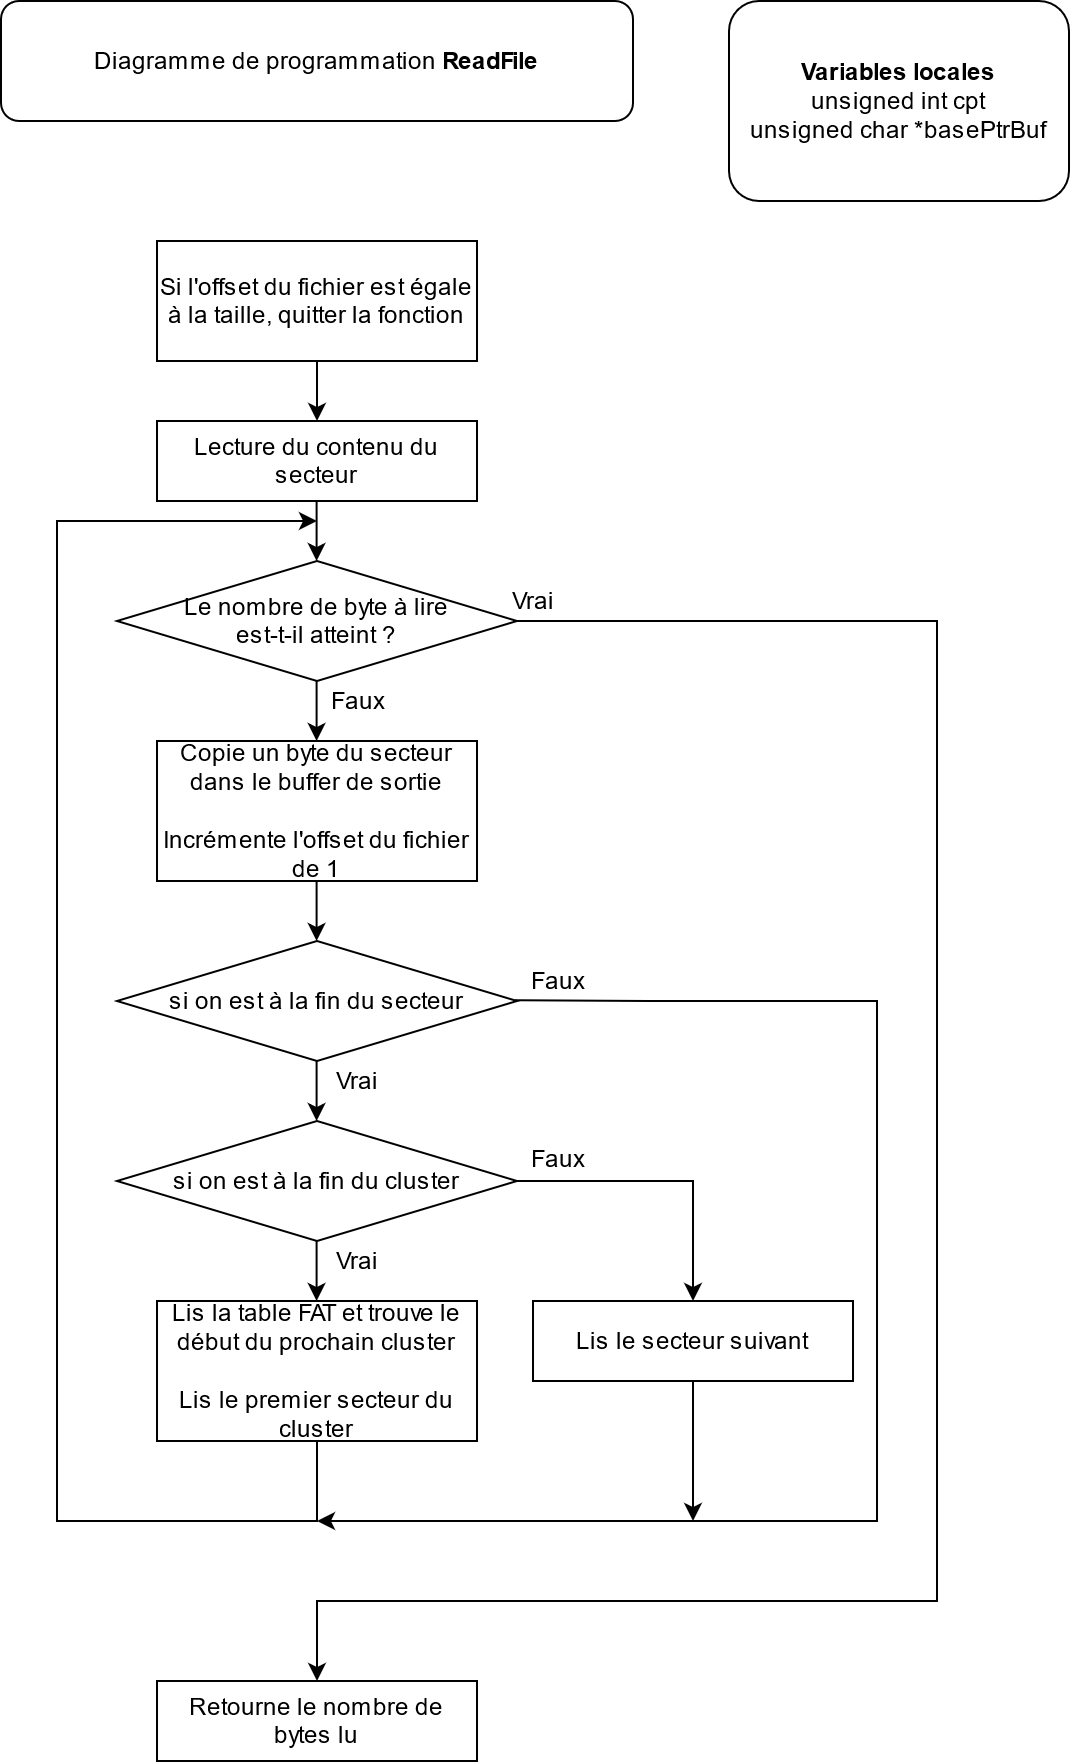 Diagramme de programmation ReadFile
Variables locales
unsigned int cpt
unsigned char *basePtrBuf
Si l'offset du fichier est égale
à la taille, quitter la fonction
Lecture du contenu du
secteur
Le nombre de byte à lire
est-t-il atteint ?
Vrai
Faux
Copie un byte du secteur
dans le buffer de sortie
Incrémente l'offset du fichier
de 1
si on est à la fin du secteur
Faux
Vrai
si on est à la fin du cluster
Faux
Vrai
Lis la table FAT et trouve le
début du prochain cluster
Lis le premier secteur du
cluster
Lis le secteur suivant
Retourne le nombre de
bytes lu